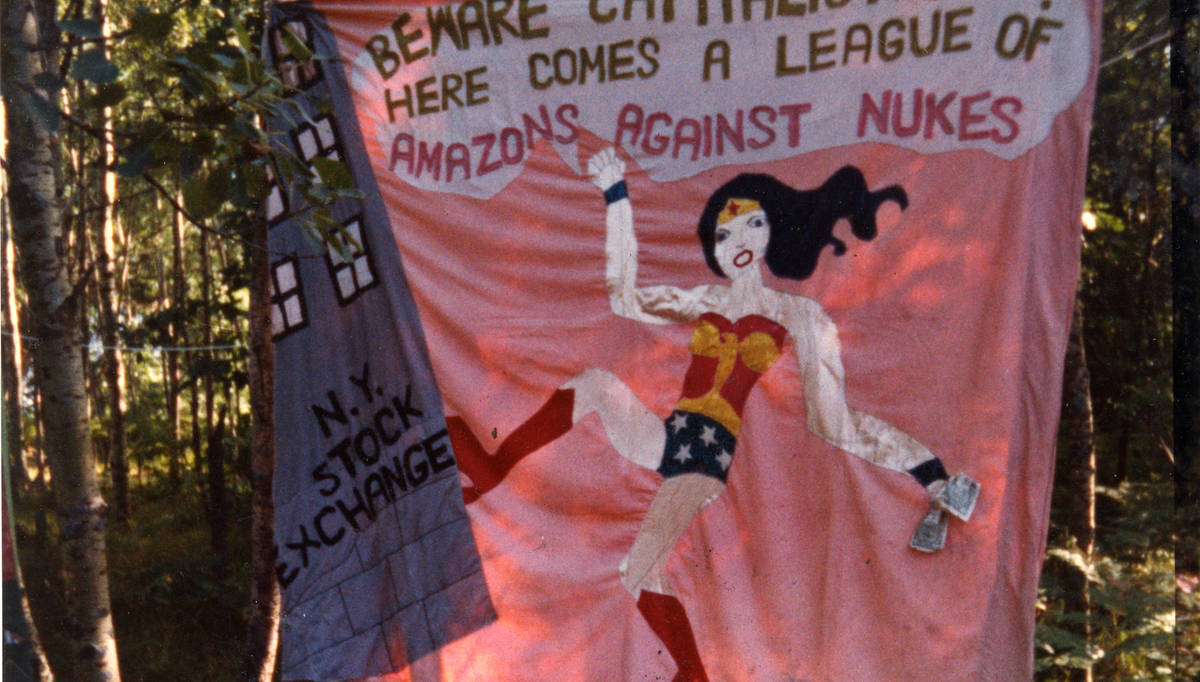 BEWARE
HERE COMES A LEAGUE OF
AMAZONS AGAINST NUKES
N.Y.
STOCK
EXCHANGE